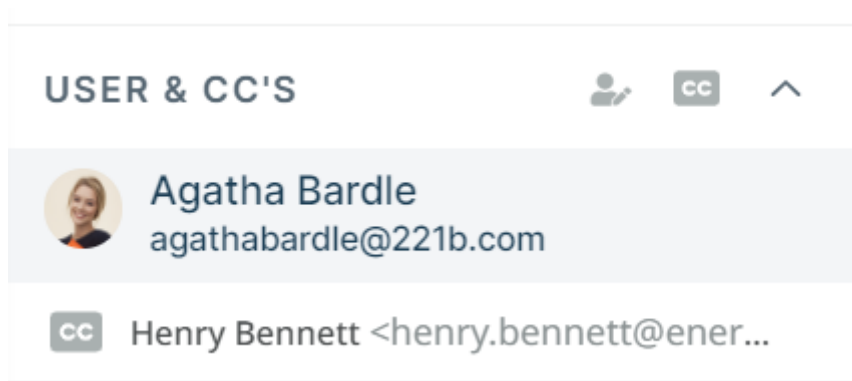 USER & CC'S CC
Agatha Bardle
agathabardle@221b.com
CC Henry Bennett <henry.bennett@ener...